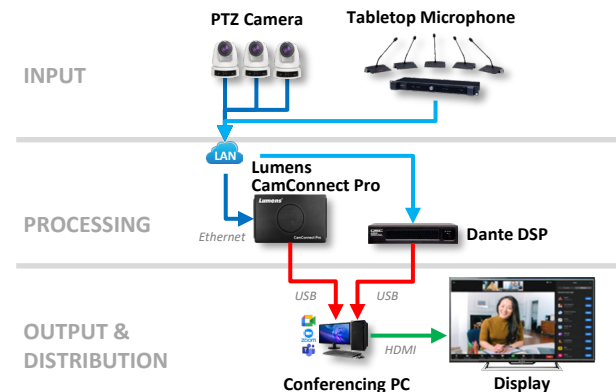 PTZ Camera
Tabletop Microphone
INPUT
LAN
Lumens
CamConnect Pro
Lumens
CamConnect Pro
Ethernet
PROCESSING
Dante DSP
USB
USB
zoom
HDMI
OUTPUT &
DISTRIBUTION
Conferencing PC
Display